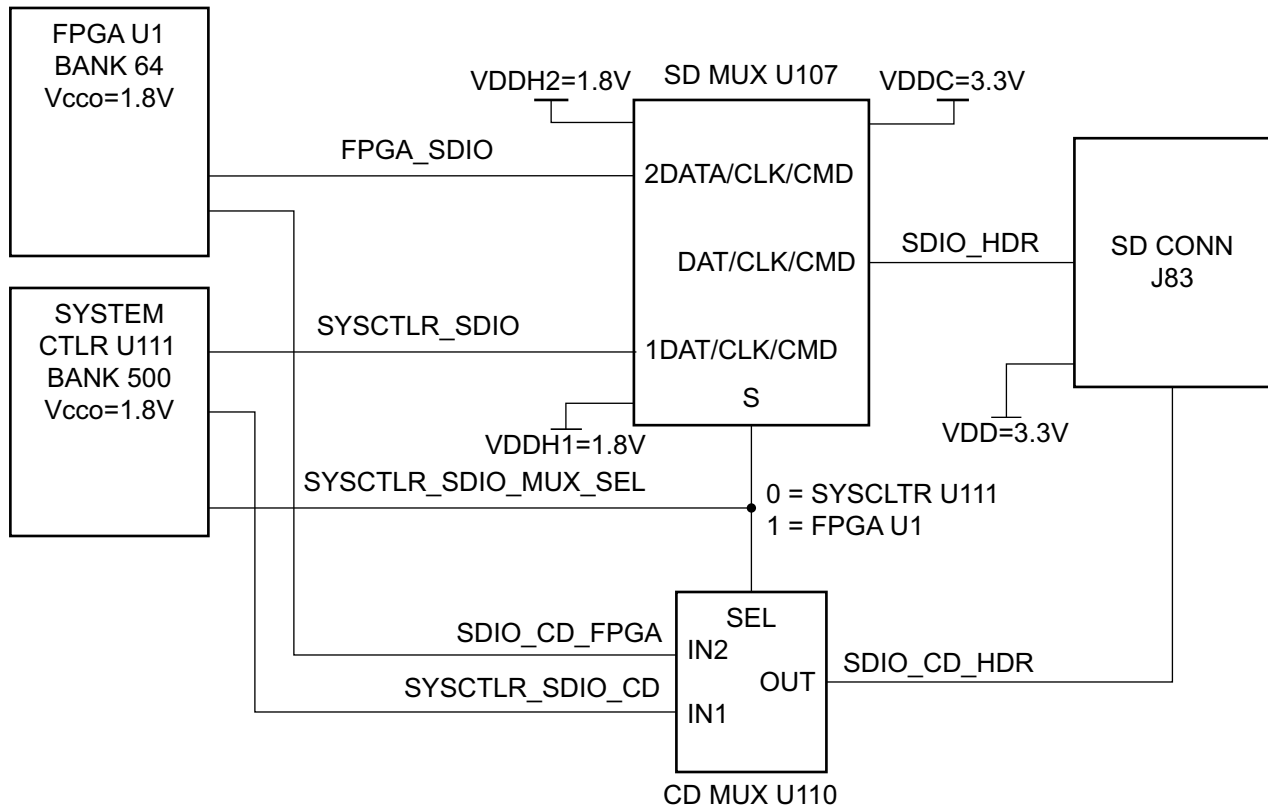 FPGA U1
BANK 64
Vcco=1.8V
SD MUX U107
VDDH2=1.8V
VDDC=3.3V
FPGA_SDIO
2DATA/CLK/CMD
SDIO_HDR
DAT/CLK/CMD
SD CONN
J83
SYSTEM
CTLR U111
BANK 500
Vcco=1.8V
SYSCTLR_SDIO
1DAT/CLK/CMD
S
VDDH1=1.8V
VDD=3.3V
SYSCTLR_SDIO_MUX_SEL
0 = SYSCLTR U111
1 = FPGA U1
SEL
SDIO_CD_FPGA
IN2
OUT
SDIO_CD_HDR
SYSCTLR_SDIO_CD
IN1
CD MUX U110